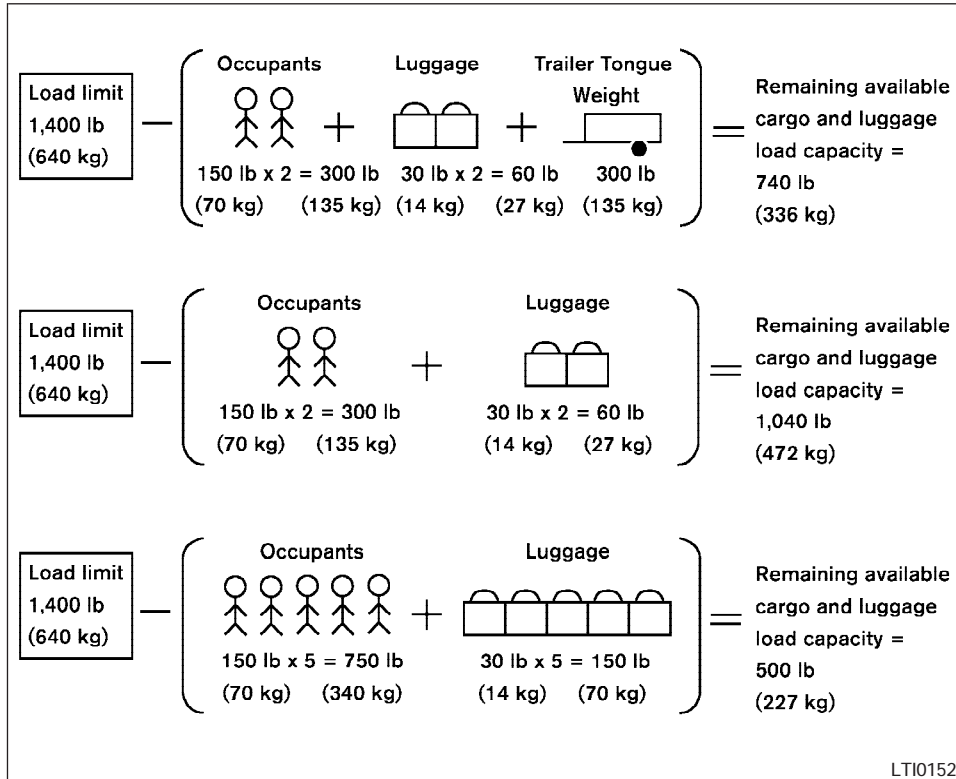 Occupants Luggage Trailer Tongue Weight
Load limit
1,400 lb
(640 kg)
— + + =
150 lb x 2 = 300 lb 30 lb x 2 = 60 lb 300 lb
(70 kg) (135 kg) (14 kg) (27 kg) (135 kg)
Remaining available
cargo and luggage
load capacity =
740 lb
(336 kg)
Occupants Luggage
Load limit
1,400 lb
(640 kg)
— + =
150 lb x 2 = 300 lb 30 lb x 2 = 60 lb
(70 kg) (135 kg) (14 kg) (27 kg)
Remaining available
cargo and luggage
load capacity =
1,040 lb
(472 kg)
Occupants Luggage
Load limit
1,400 lb
(640 kg)
— + =
150 lb x 5 = 750 lb 30 lb x 5 = 150 lb
(70 kg) (340 kg) (14 kg) (70 kg)
Remaining available
cargo and luggage
load capacity =
500 lb
(227 kg)
LTI0152